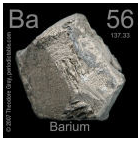 Ba 56
137.33
Barium
© 2007 Theodore Gray, periodictable.com